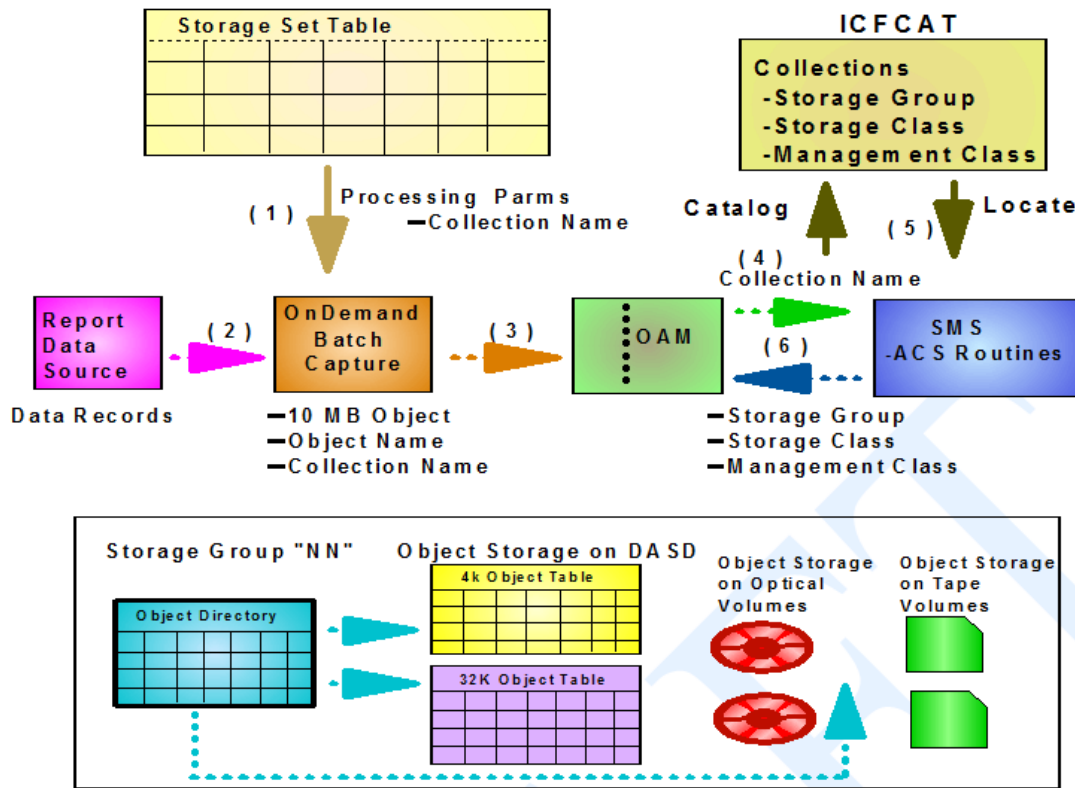 Storage Set Table
ICFCAT
Collections
-Storage Group
-Storage Class
-Management Class
(1)
Processing Parms
-Collection Name
Catalog
(5)
Locate
(4)
Collection Name
Report
Data
Source
(2)
OnDemand
Batch
Capture
(3)
OAM
(6)
SMS
-ACS Routines
Data Records
-10 MB Object
-Object Name
-Collection Name
-Storage Group
-Storage Class
-Management Class
Storage Group "NN"
Object Storage on DASD
Object Directory
4k Object Table
32K Object Table
Object Storage
on Optical
Volumes
Object Storage
on Tape
Volumes